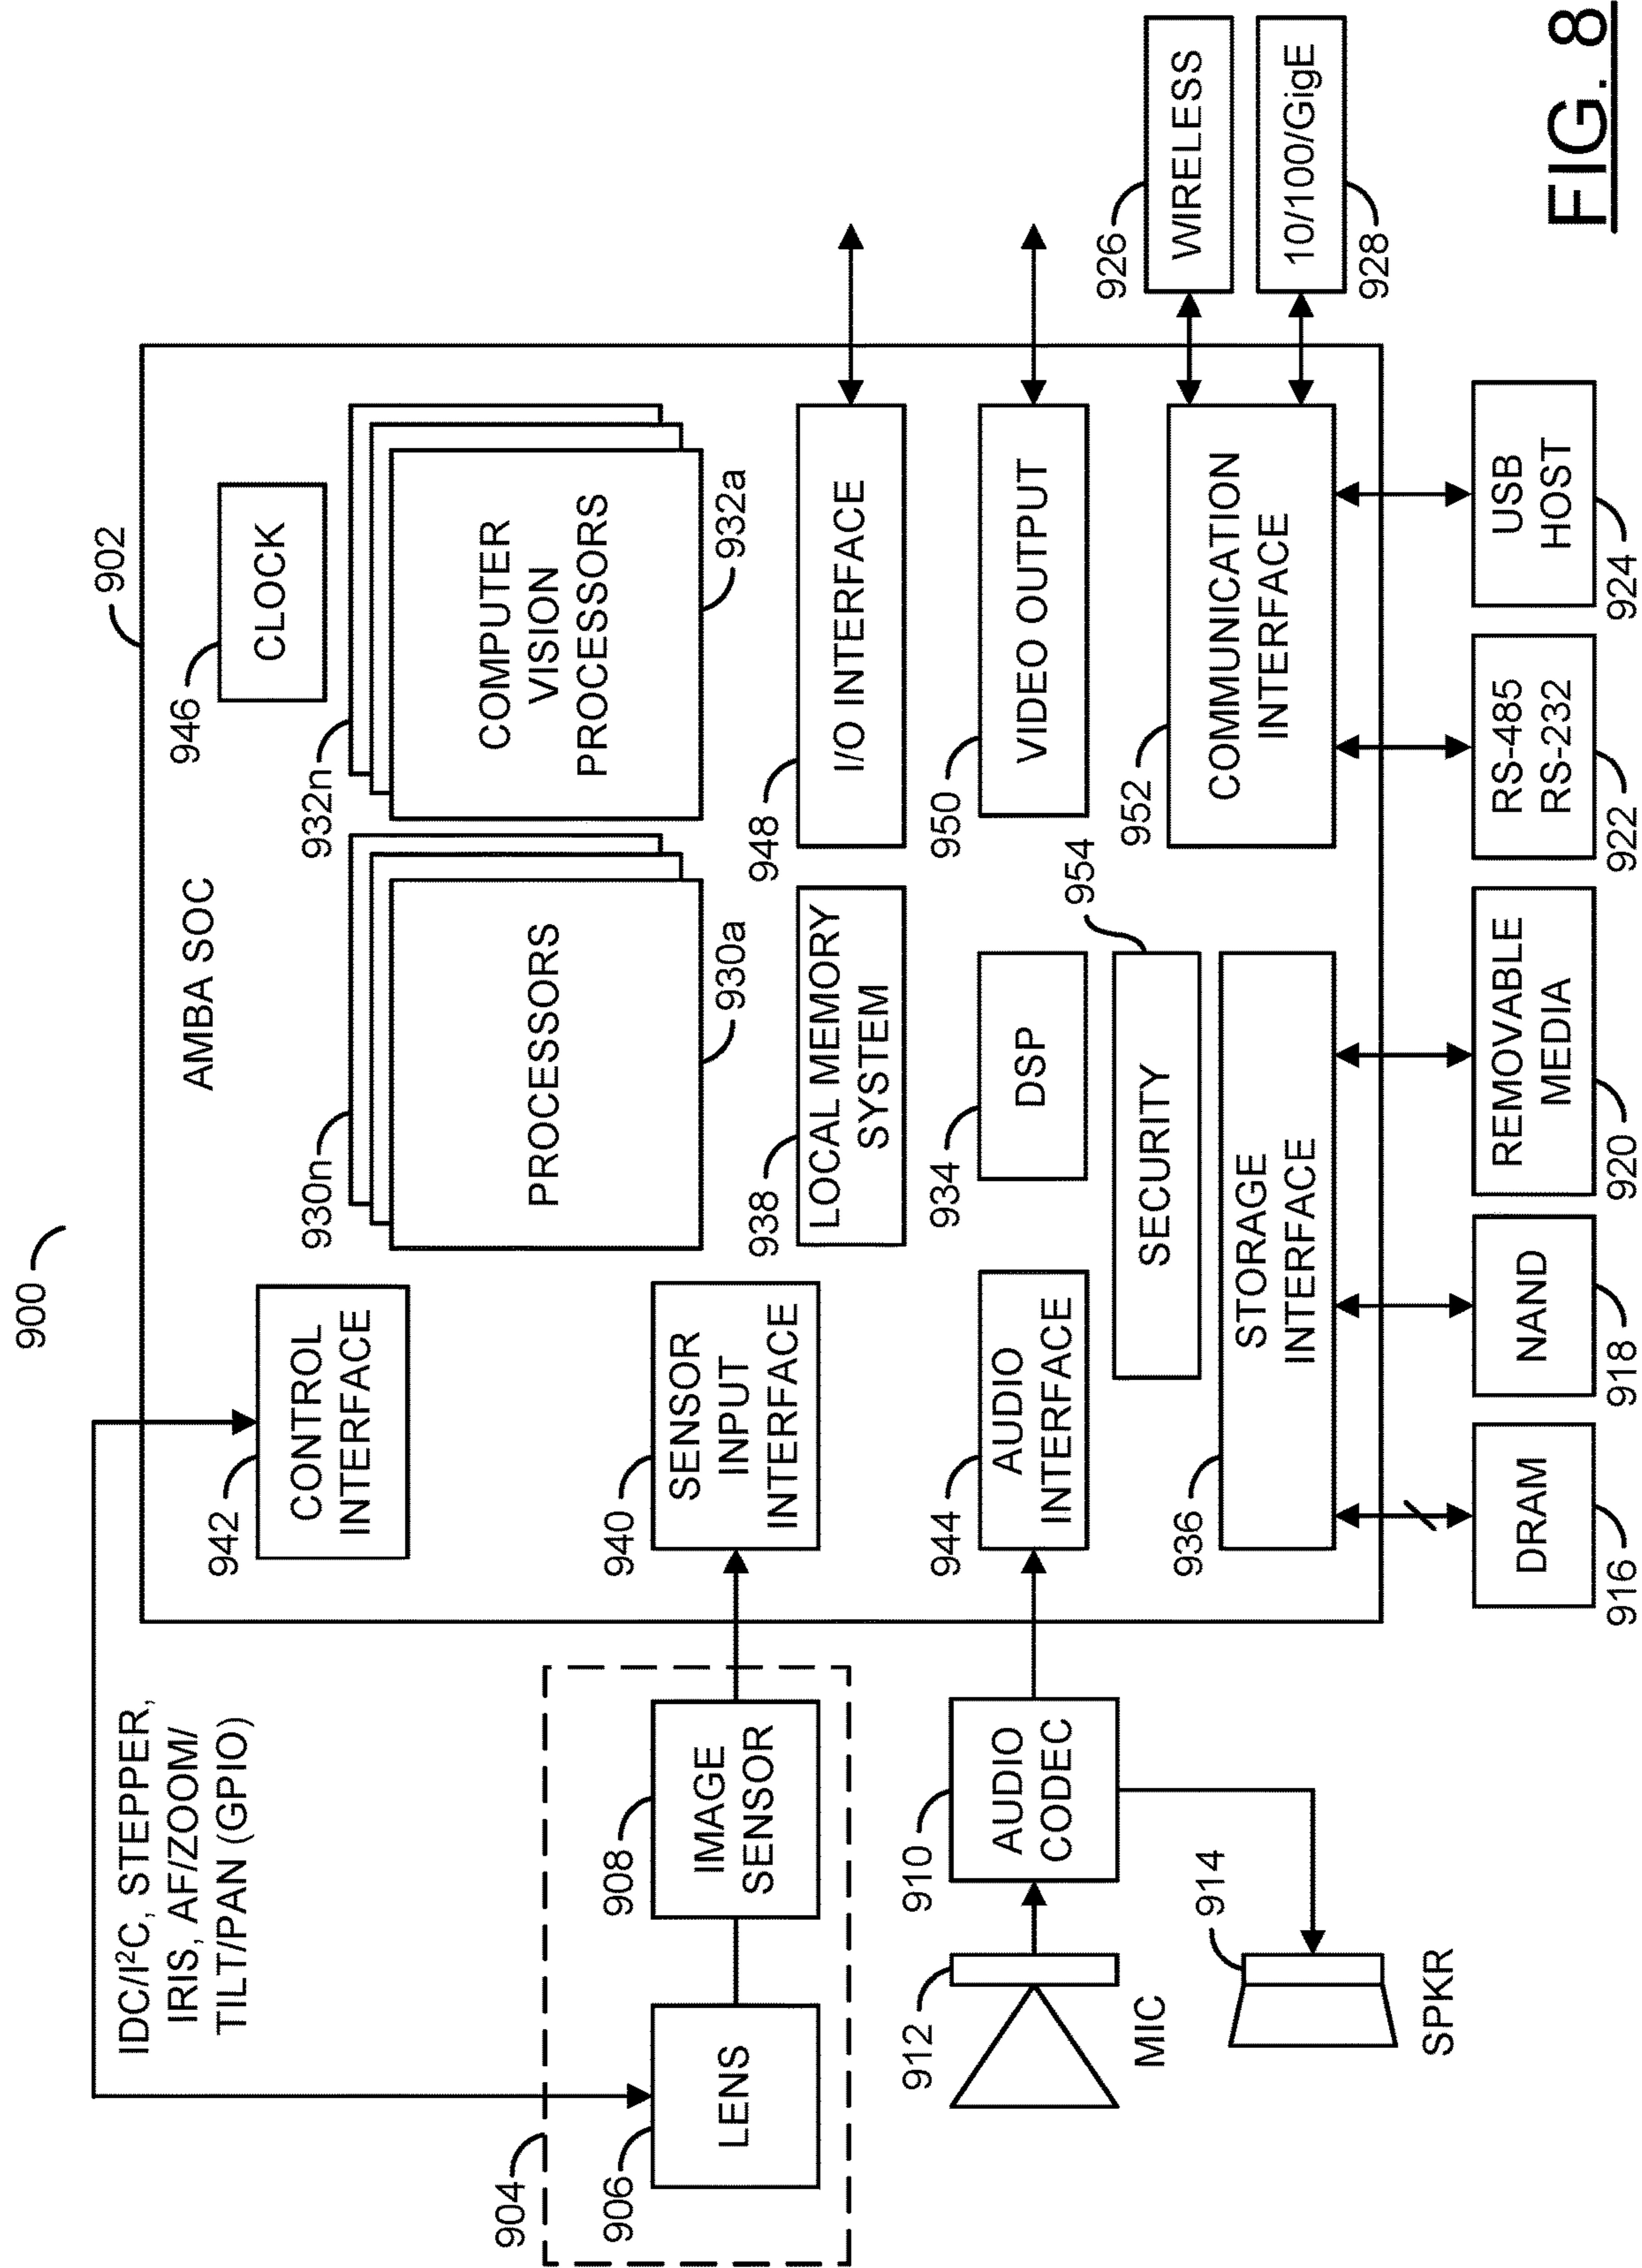 900
902
AMBA SOC
IDC/I²C, STEPPER,
IRIS, AF/ZOOM/
TILT/PAN (GPIO)
942
CONTROL
INTERFACE
946
CLOCK
930n
PROCESSORS
930a
932n
COMPUTER
VISION
PROCESSORS
932a
904
906
LENS
908
IMAGE
SENSOR
940
SENSOR
INPUT
INTERFACE
938
LOCAL MEMORY
SYSTEM
948
I/O INTERFACE
912
MIC
910
AUDIO
CODEC
914
SPKR
944
AUDIO
INTERFACE
934
DSP
950
VIDEO OUTPUT
954
SECURITY
936
STORAGE
INTERFACE
952
COMMUNICATION
INTERFACE
926
WIRELESS
10/100/GigE
928
DRAM
916
NAND
918
REMOVABLE
MEDIA
920
RS-485
RS-232
922
USB
HOST
924
FIG. 8